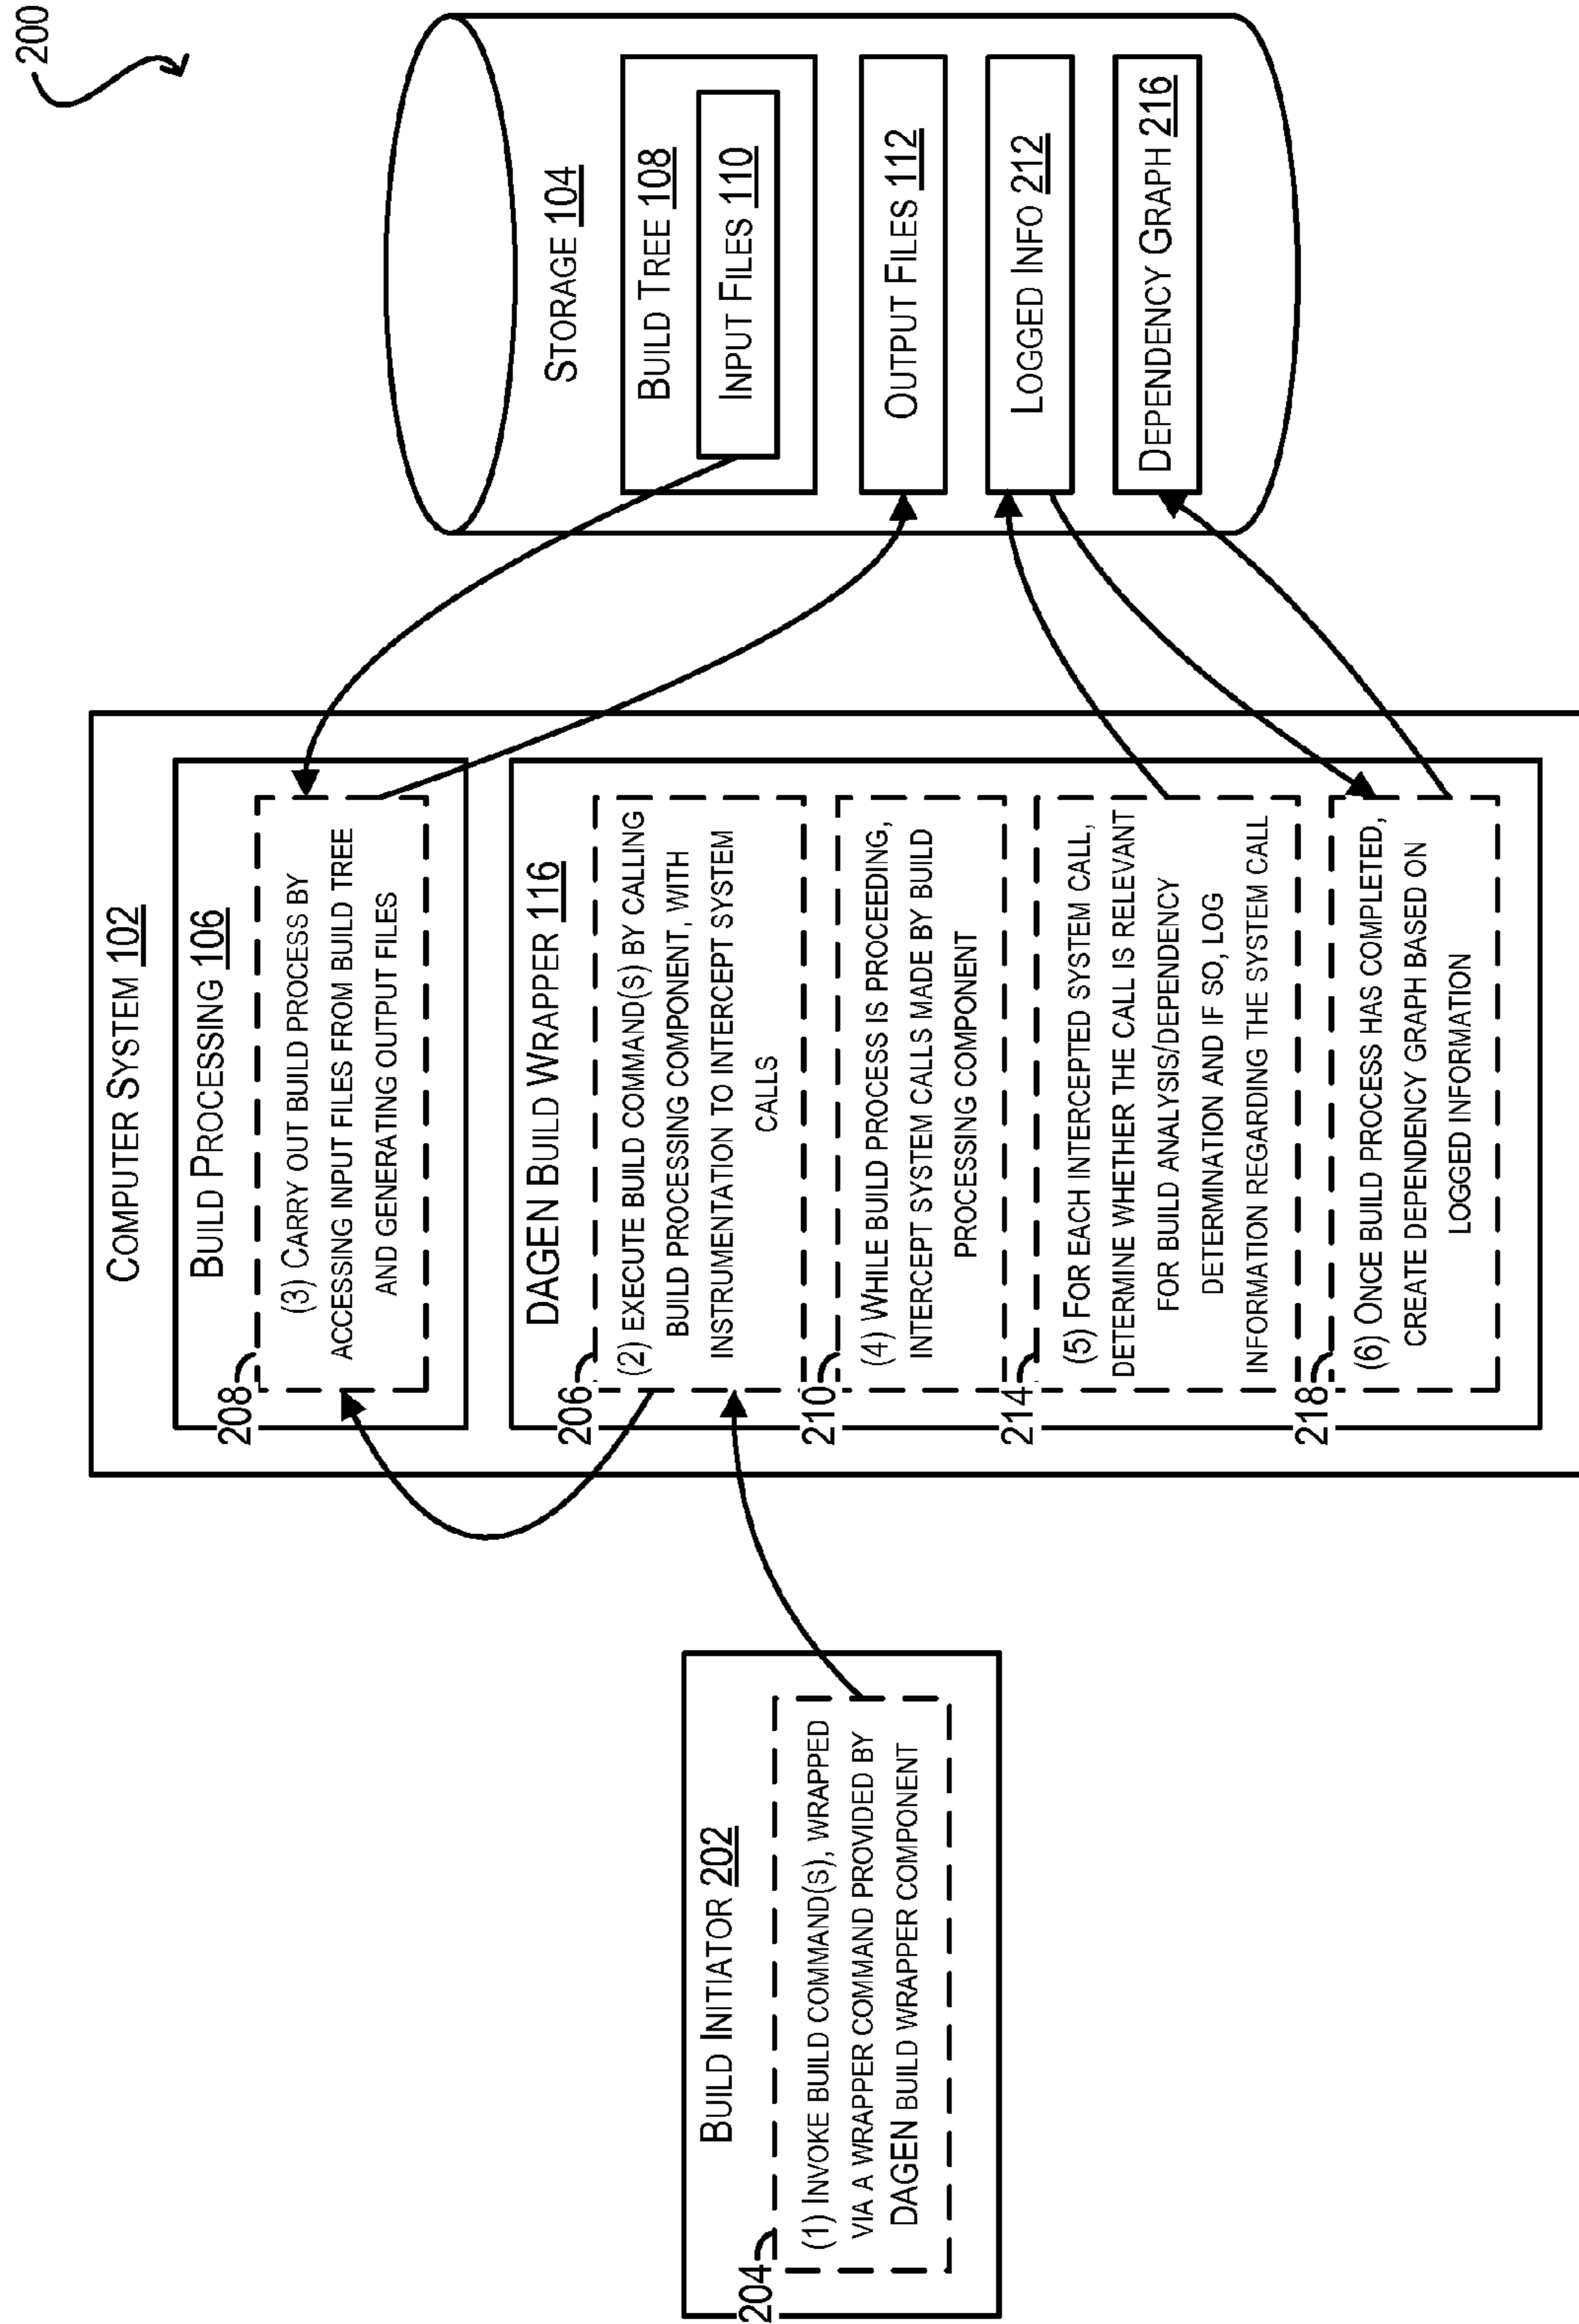 200
BUILD INITIATOR 202
204
(1) INVOKE BUILD COMMAND(S), WRAPPED
VIA A WRAPPER COMMAND PROVIDED BY
DAGEN BUILD WRAPPER COMPONENT
COMPUTER SYSTEM 102
BUILD PROCESSING 106
208
(3) CARRY OUT BUILD PROCESS BY
ACCESSING INPUT FILES FROM BUILD TREE
AND GENERATING OUTPUT FILES
DAGEN BUILD WRAPPER 116
206
(2) EXECUTE BUILD COMMAND(S) BY CALLING
BUILD PROCESSING COMPONENT, WITH
INSTRUMENTATION TO INTERCEPT SYSTEM
CALLS
210
(4) WHILE BUILD PROCESS IS PROCEEDING,
INTERCEPT SYSTEM CALLS MADE BY BUILD
PROCESSING COMPONENT
214
(5) FOR EACH INTERCEPTED SYSTEM CALL,
DETERMINE WHETHER THE CALL IS RELEVANT
FOR BUILD ANALYSIS/DEPENDENCY
DETERMINATION AND IF SO, LOG
INFORMATION REGARDING THE SYSTEM CALL
218
(6) ONCE BUILD PROCESS HAS COMPLETED,
CREATE DEPENDENCY GRAPH BASED ON
LOGGED INFORMATION
STORAGE 104
BUILD TREE 108
INPUT FILES 110
OUTPUT FILES 112
LOGGED INFO 212
DEPENDENCY GRAPH 216